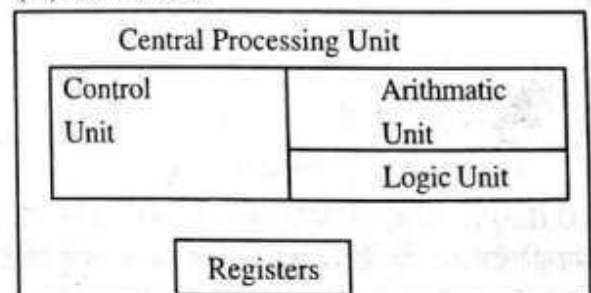 Central Processing Unit
Control
Unit
Arithmatic
Unit
Logic Unit
Registers